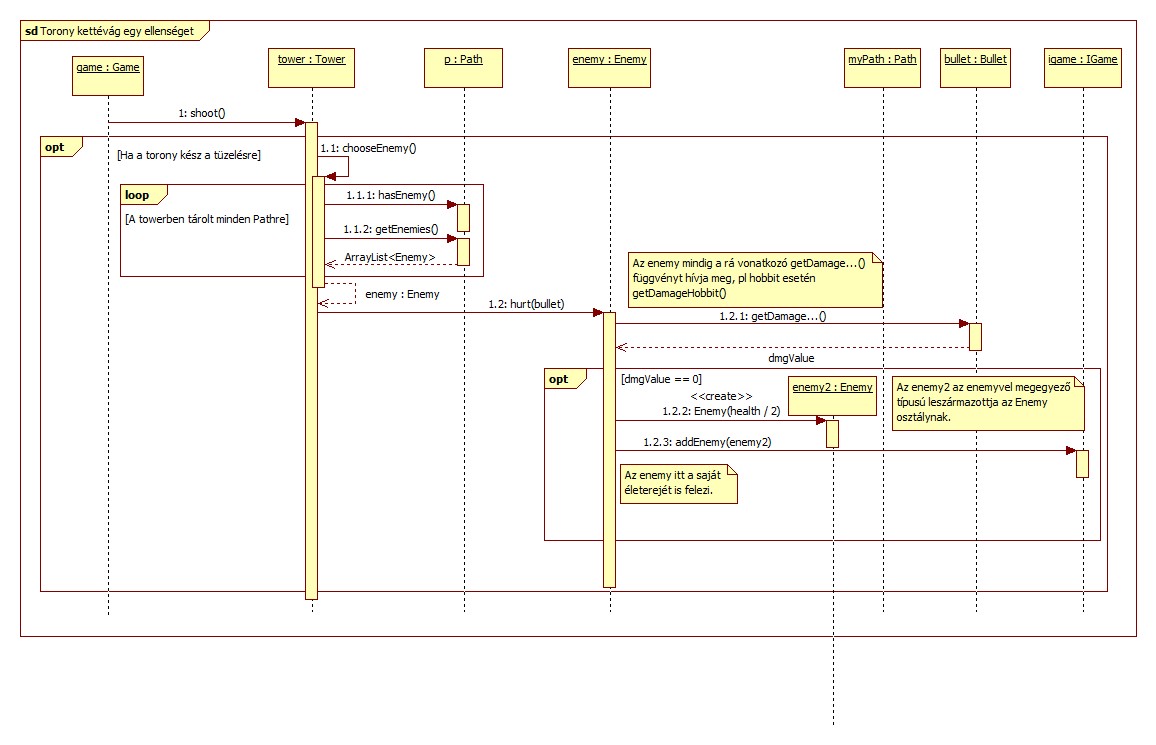 sd Torony kettévág egy ellenséget
game : Game
tower : Tower
p : Path
enemy : Enemy
myPath : Path
bullet : Bullet
igame : IGame
1: shoot()
opt
[Ha a torony kész a tüzelésre]
1.1: chooseEnemy()
loop
[A towerben tárolt minden Pathre]
1.1.1: hasEnemy()
1.1.2: getEnemies()
ArrayList<Enemy>
enemy : Enemy
Az enemy mindig a rá vonatkozó getDamage...()
függvényt hívja meg, pl hobbit esetén
getDamageHobbit()
1.2: hurt(bullet)
1.2.1: getDamage...()
dmgValue
opt
[dmgValue == 0]
<<create>>
1.2.2: Enemy(health / 2)
enemy2 : Enemy
Az enemy2 az enemyvel megegyező
típusú leszármazottja az Enemy
osztálynak.
1.2.3: addEnemy(enemy2)
Az enemy itt a saját
életerejét is felezi.